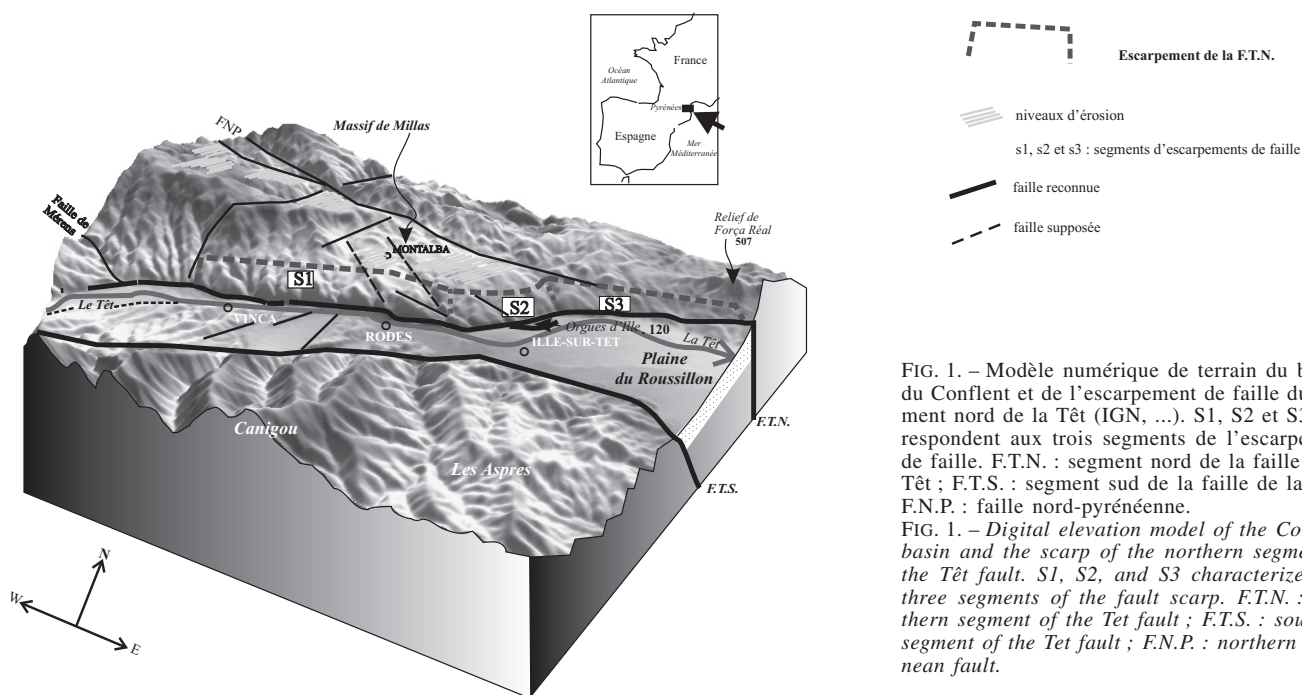 France
Océan
Atlantique
Pyrénées
Espagne
Mer
Méditerranée
FNP
Massif de Millas
Faille de
Mérens
MONTALBA
Relief de
Força Réal
507
S1
S2
S3
Le Têt
VINCA
RODES
Orgues d'Ille 120
ILLE-SUR-TET
La Têt
Plaine
du Roussillon
Canigou
Les Aspres
F.T.N.
F.T.S.
N
W
E
Escarpement de la F.T.N.
niveaux d'érosion
s1, s2 et s3 : segments d'escarpements de faille
faille reconnue
faille supposée
FIG. 1. – Modèle numérique de terrain du b
du Conflent et de l'escarpement de faille du
ment nord de la Têt (IGN, ...). S1, S2 et S3
respondent aux trois segments de l'escarpe
de faille. F.T.N. : segment nord de la faille
Têt ; F.T.S. : segment sud de la faille de la
F.N.P. : faille nord-pyrénéenne.
FIG. 1. – Digital elevation model of the Co
basin and the scarp of the northern segme
the Têt fault. S1, S2, and S3 characterize
three segments of the fault scarp. F.T.N. :
thern segment of the Tet fault ; F.T.S. : sou
segment of the Tet fault ; F.N.P. : northern
nean fault.